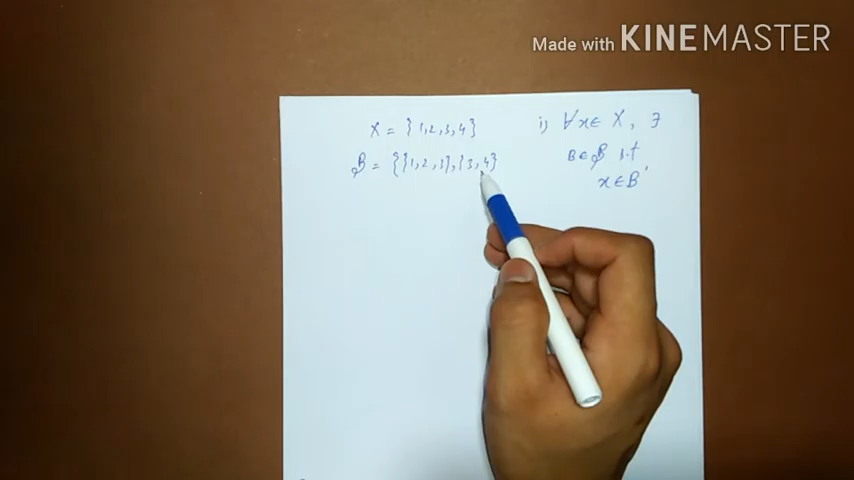 Made with KINEMASTER
X = {1,2,3,4}
β = {{1,2,3},{3,4}
i) ∀x∈ X, ∃
B∈ β s.t
x∈B